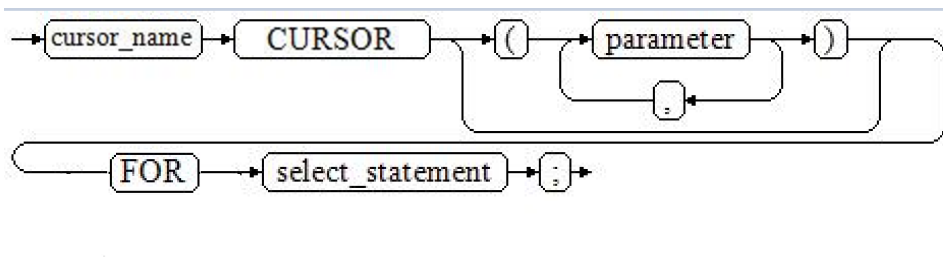 cursor_name CURSOR ( parameter )
,
FOR select_statement ;